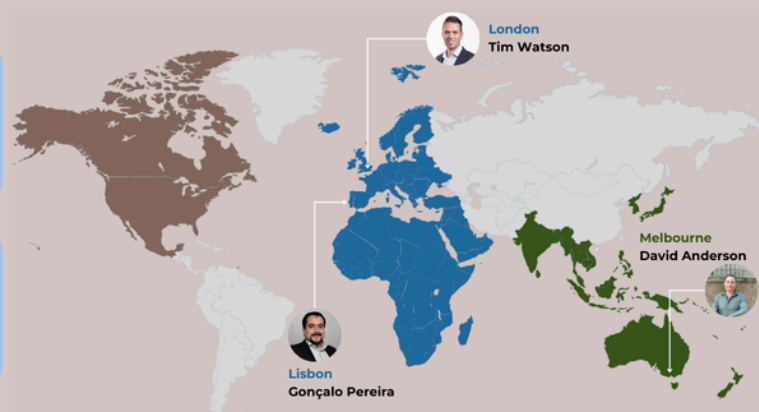 London
Tim Watson
Melbourne
David Anderson
Lisbon
Gonçalo Pereira